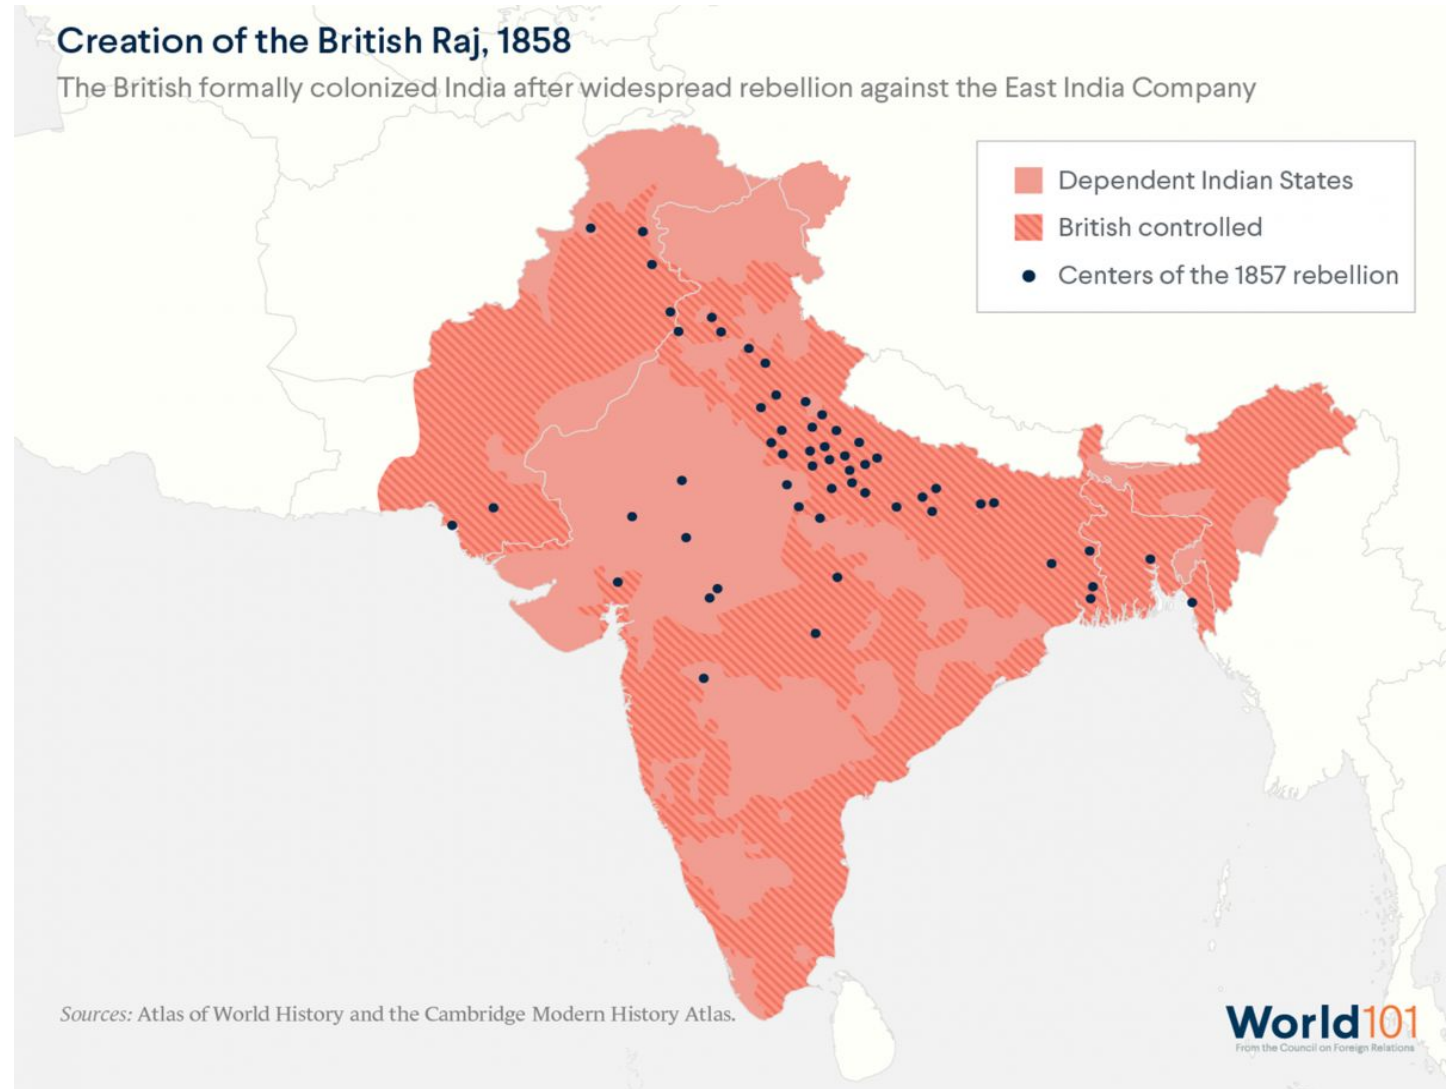 Creation of the British Raj, 1858
The British formally colonized India after widespread rebellion against the East India Company
Dependent Indian States
British controlled
Centers of the 1857 rebellion
Sources: Atlas of World History and the Cambridge Modern History Atlas.
World101
From the Council on Foreign Relations